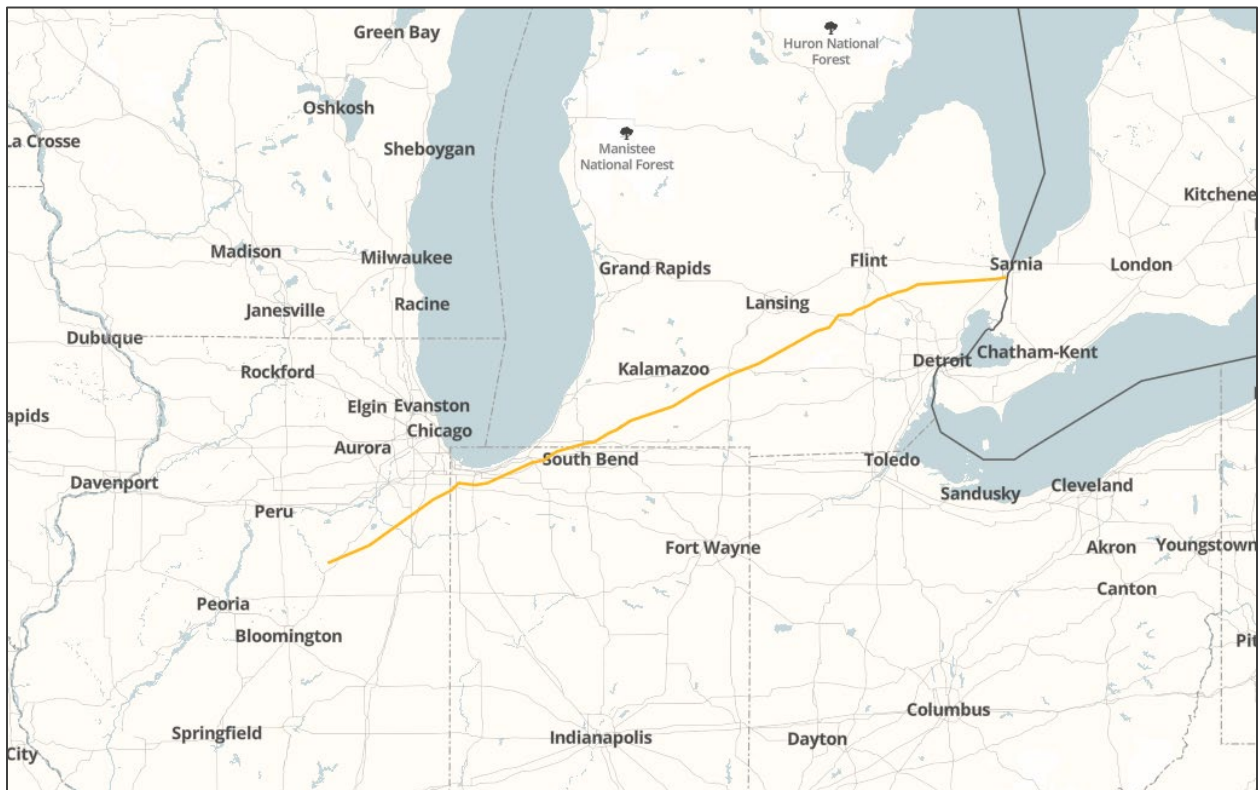 Green Bay
Huron National
Forest
Oshkosh
La Crosse
Sheboygan
Manistee
National Forest
Kitchene
Madison
Milwaukee
Grand Rapids
Flint
Sarnia
London
Janesville
Racine
Lansing
Dubuque
Rockford
Kalamazoo
Detroit
Chatham-Kent
apids
Elgin
Evanston
Chicago
Aurora
South Bend
Toledo
Davenport
Sandusky
Cleveland
Peru
Fort Wayne
Akron
Youngstown
Peoria
Canton
Bloomington
Pit
Columbus
Springfield
Indianapolis
Dayton
City